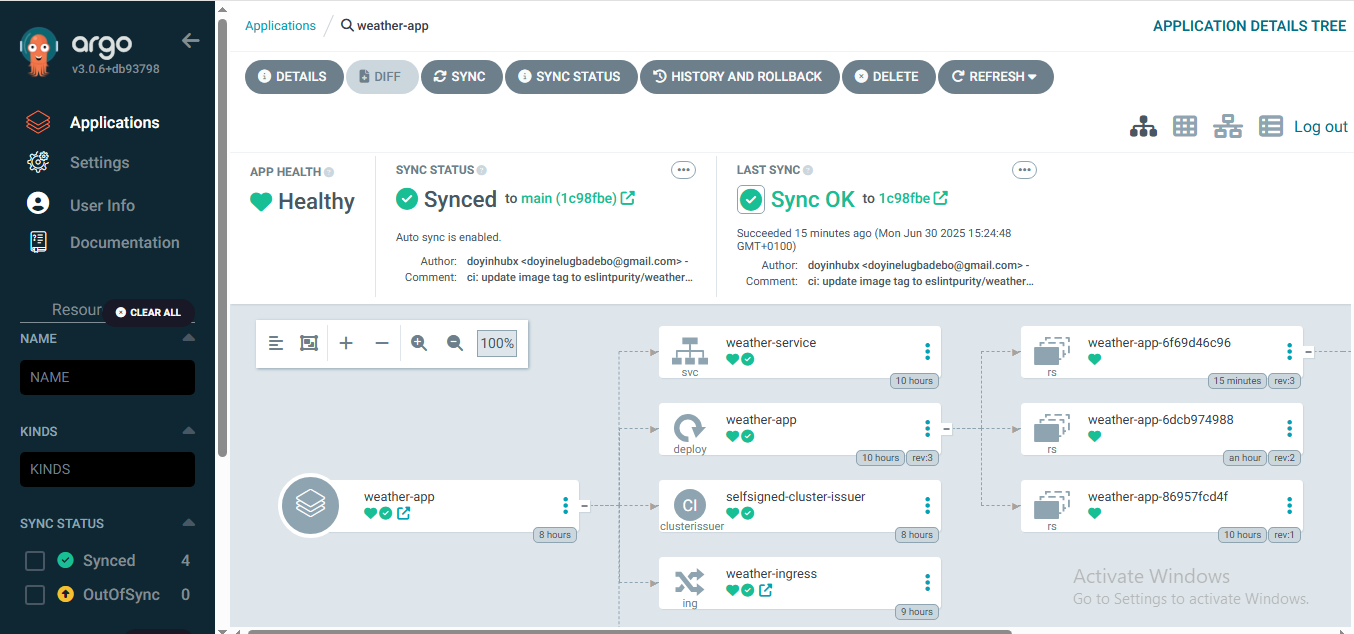 argo
v3.0.6+db93798
Applications
Settings
User Info
Documentation
Resour
CLEAR ALL
NAME
NAME
KINDS
KINDS
SYNC STATUS
Synced 4
OutOfSync 0
Applications / weather-app
APPLICATION DETAILS TREE
DETAILS DIFF SYNC SYNC STATUS HISTORY AND ROLLBACK DELETE REFRESH
Log out
APP HEALTH
Healthy
SYNC STATUS
Synced to main (1c98fbe)
Auto sync is enabled.
Author: doyinhubx <doyinelugbadebo@gmail.com> -
Comment: ci: update image tag to eslintpurity/weather...
LAST SYNC
Sync OK to 1c98fbe
Succeeded 15 minutes ago (Mon Jun 30 2025 15:24:48
GMT+0100)
Author: doyinhubx <doyinelugbadebo@gmail.com> -
Comment: ci: update image tag to eslintpurity/weather...
100%
weather-app
8 hours
weather-service
svc
10 hours
weather-app
deploy
10 hours rev:3
selfsigned-cluster-issuer
CI
clusterissuer
8 hours
weather-ingress
ing
9 hours
weather-app-6f69d46c96
rs
15 minutes rev:3
weather-app-6dcb974988
rs
an hour rev:2
weather-app-86957fcd4f
rs
10 hours rev:1
Activate Windows
Go to Settings to activate Windows.